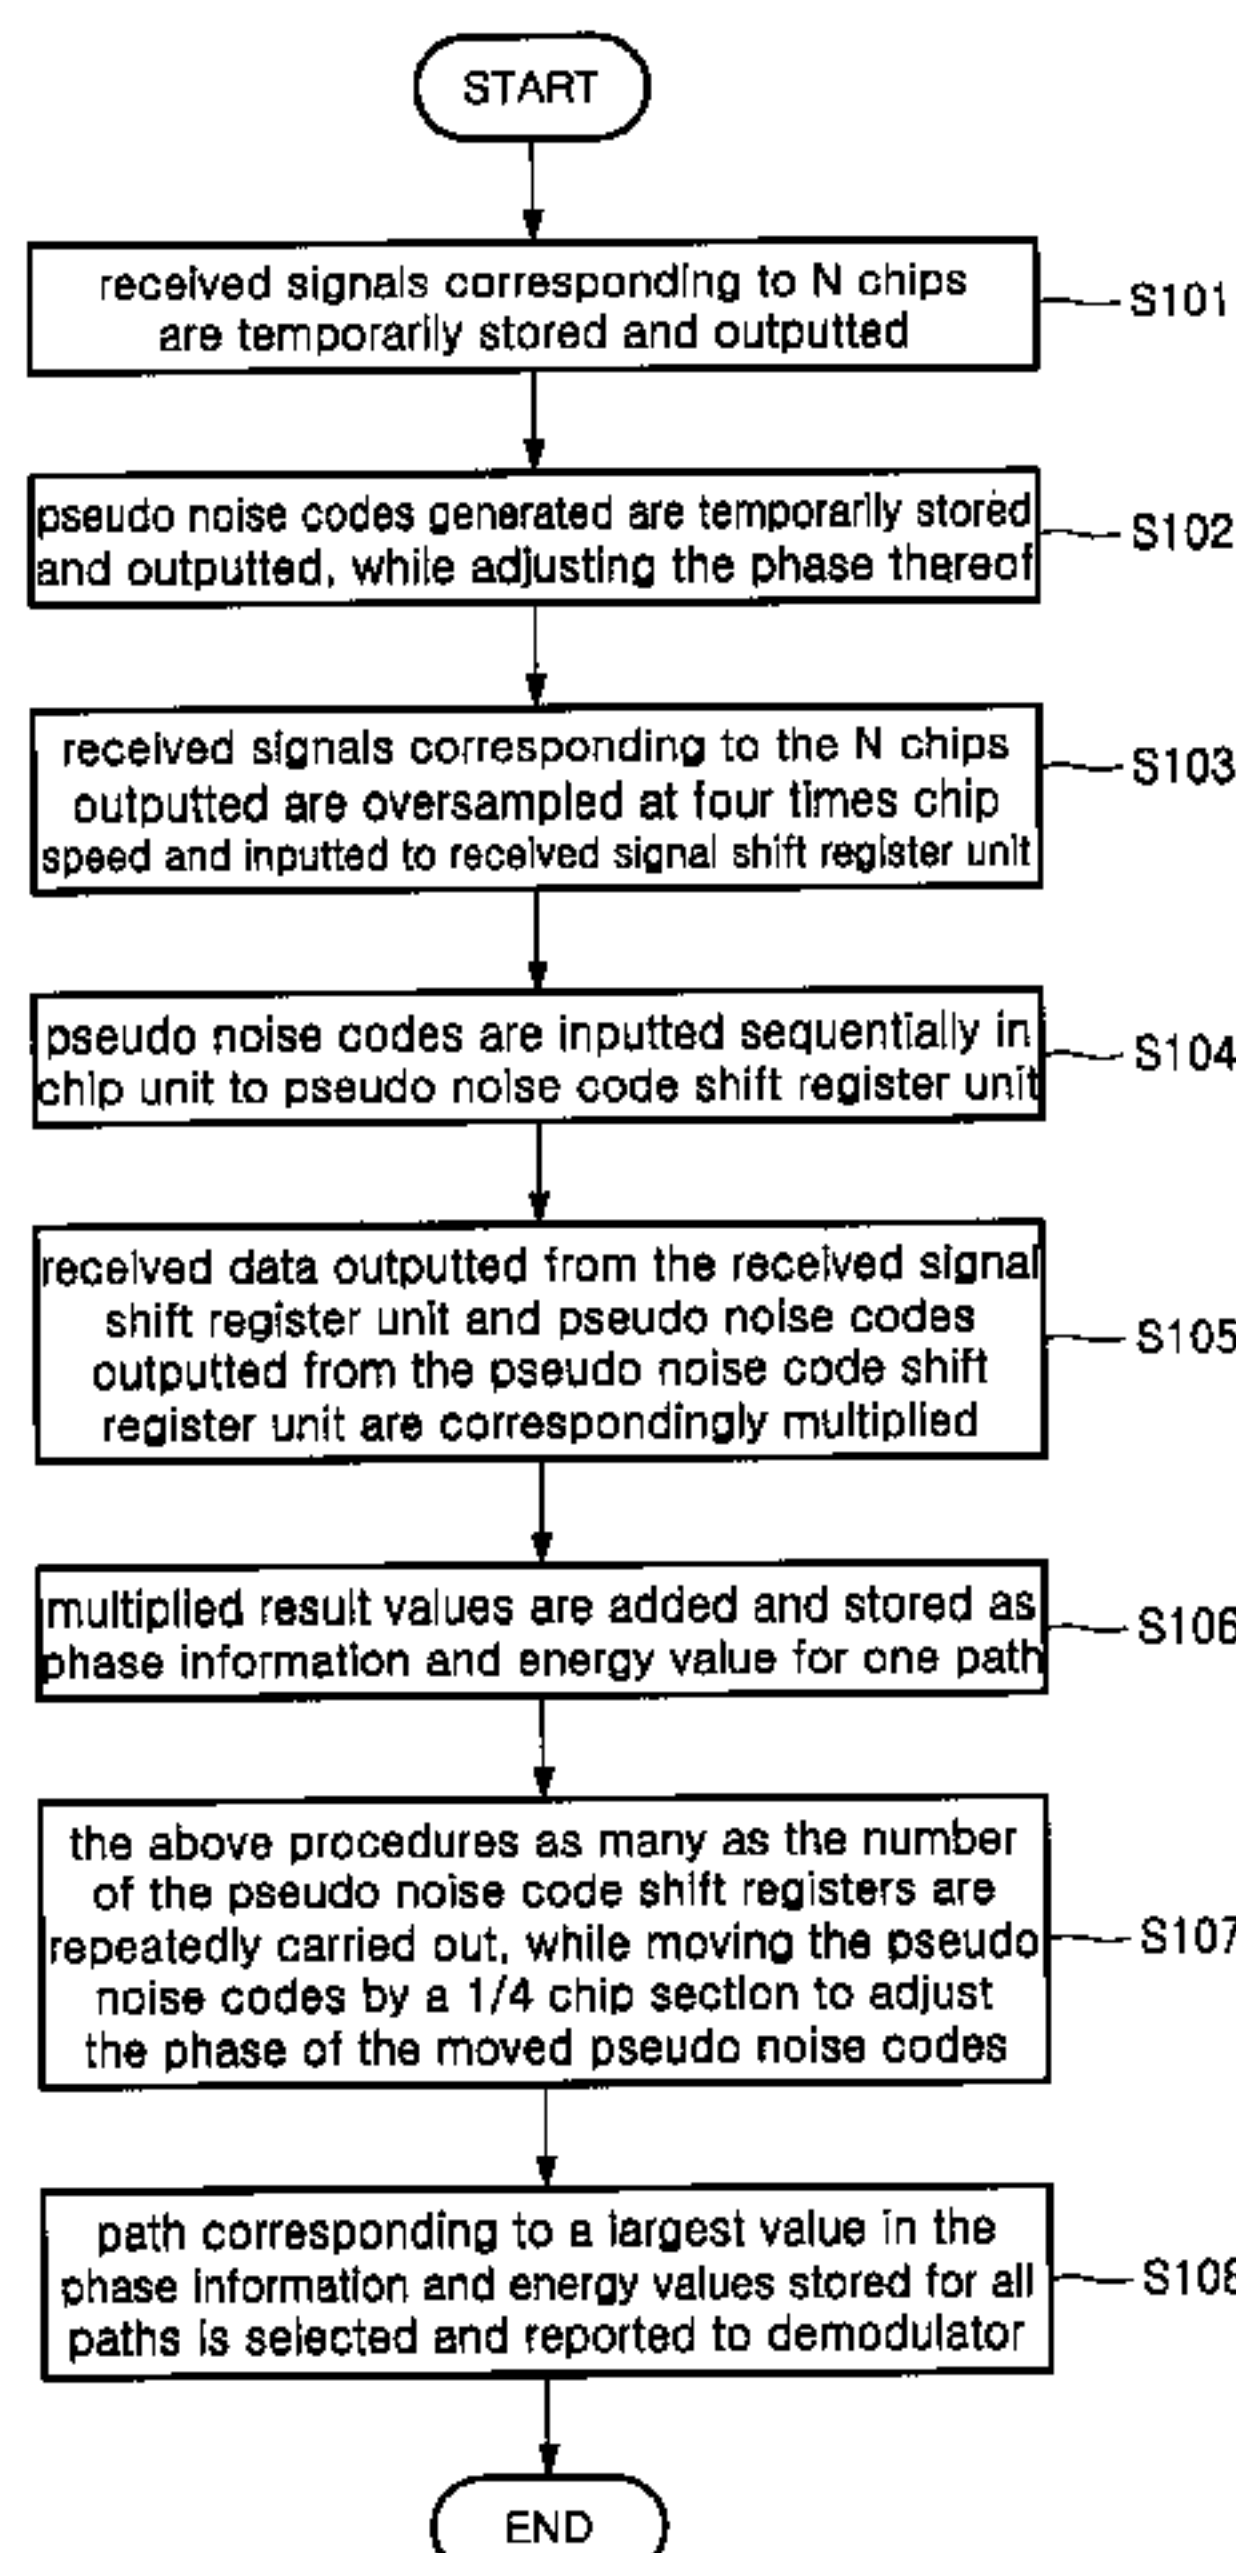 START
received signals corresponding to N chips
are temporarily stored and outputted
S101
pseudo noise codes generated are temporarily stored
and outputted, while adjusting the phase thereof
S102
received signals corresponding to the N chips
outputted are oversampled at four times chip
speed and inputted to received signal shift register unit
S103
pseudo noise codes are inputted sequentially in
chip unit to pseudo noise code shift register unit
S104
received data outputted from the received signal
shift register unit and pseudo noise codes
outputted from the pseudo noise code shift
register unit are correspondingly multiplied
S105
multiplied result values are added and stored as
phase information and energy value for one path
S106
the above procedures as many as the number
of the pseudo noise code shift registers are
repeatedly carried out, while moving the pseudo
noise codes by a 1/4 chip section to adjust
the phase of the moved pseudo noise codes
S107
path corresponding to a largest value in the
phase information and energy values stored for all
paths is selected and reported to demodulator
S108
END